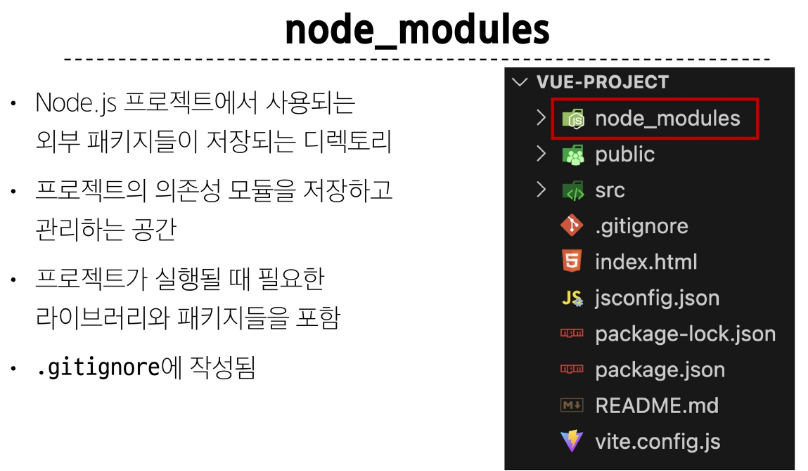 node_modules
• Node.js 프로젝트에서 사용되는
외부 패키지들이 저장되는 디렉토리
• 프로젝트의 의존성 모듈을 저장하고
관리하는 공간
• 프로젝트가 실행될 때 필요한
라이브러리와 패키지들을 포함
• .gitignore에 작성됨
VUE-PROJECT
node_modules
public
src
.gitignore
index.html
JS jsconfig.json
package-lock.json
package.json
M↓ README.md
vite.config.js